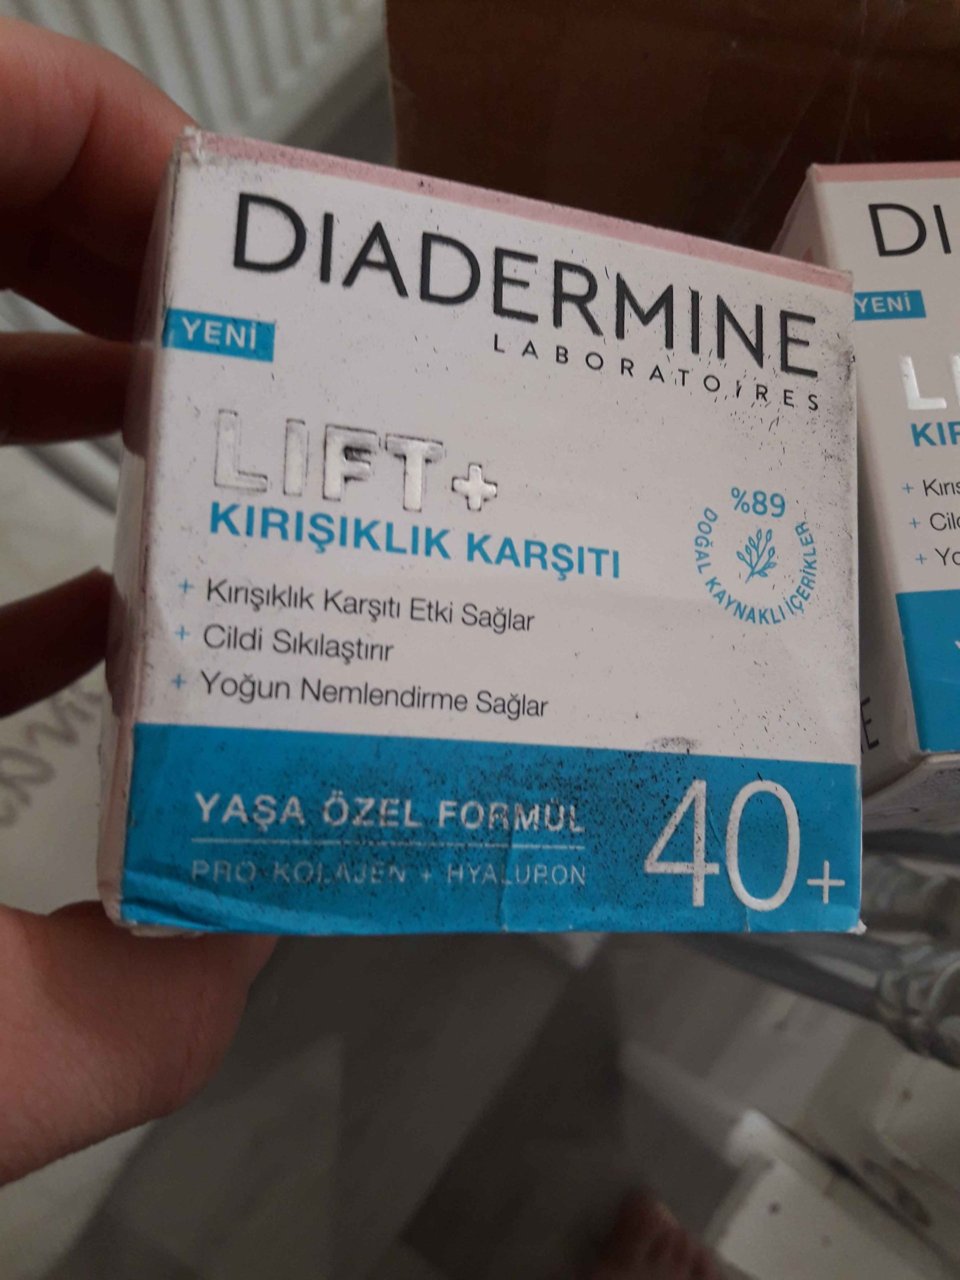 DIADERMINE
LABORATOIRES
YENİ
LIFT+
KIRIŞIKLIK KARŞITI
+ Kırışıklık Karşıtı Etki Sağlar
+ Cildi Sıkılaştırır
+ Yoğun Nemlendirme Sağlar
%89
DOĞAL KAYNAKLI İÇERİKLER
YAŞA ÖZEL FORMÜL
PRO-KOLAJEN + HYALURON
40+
DI
YENİ
LI
KIR
+ Kırış
+ Cil
+ Yo